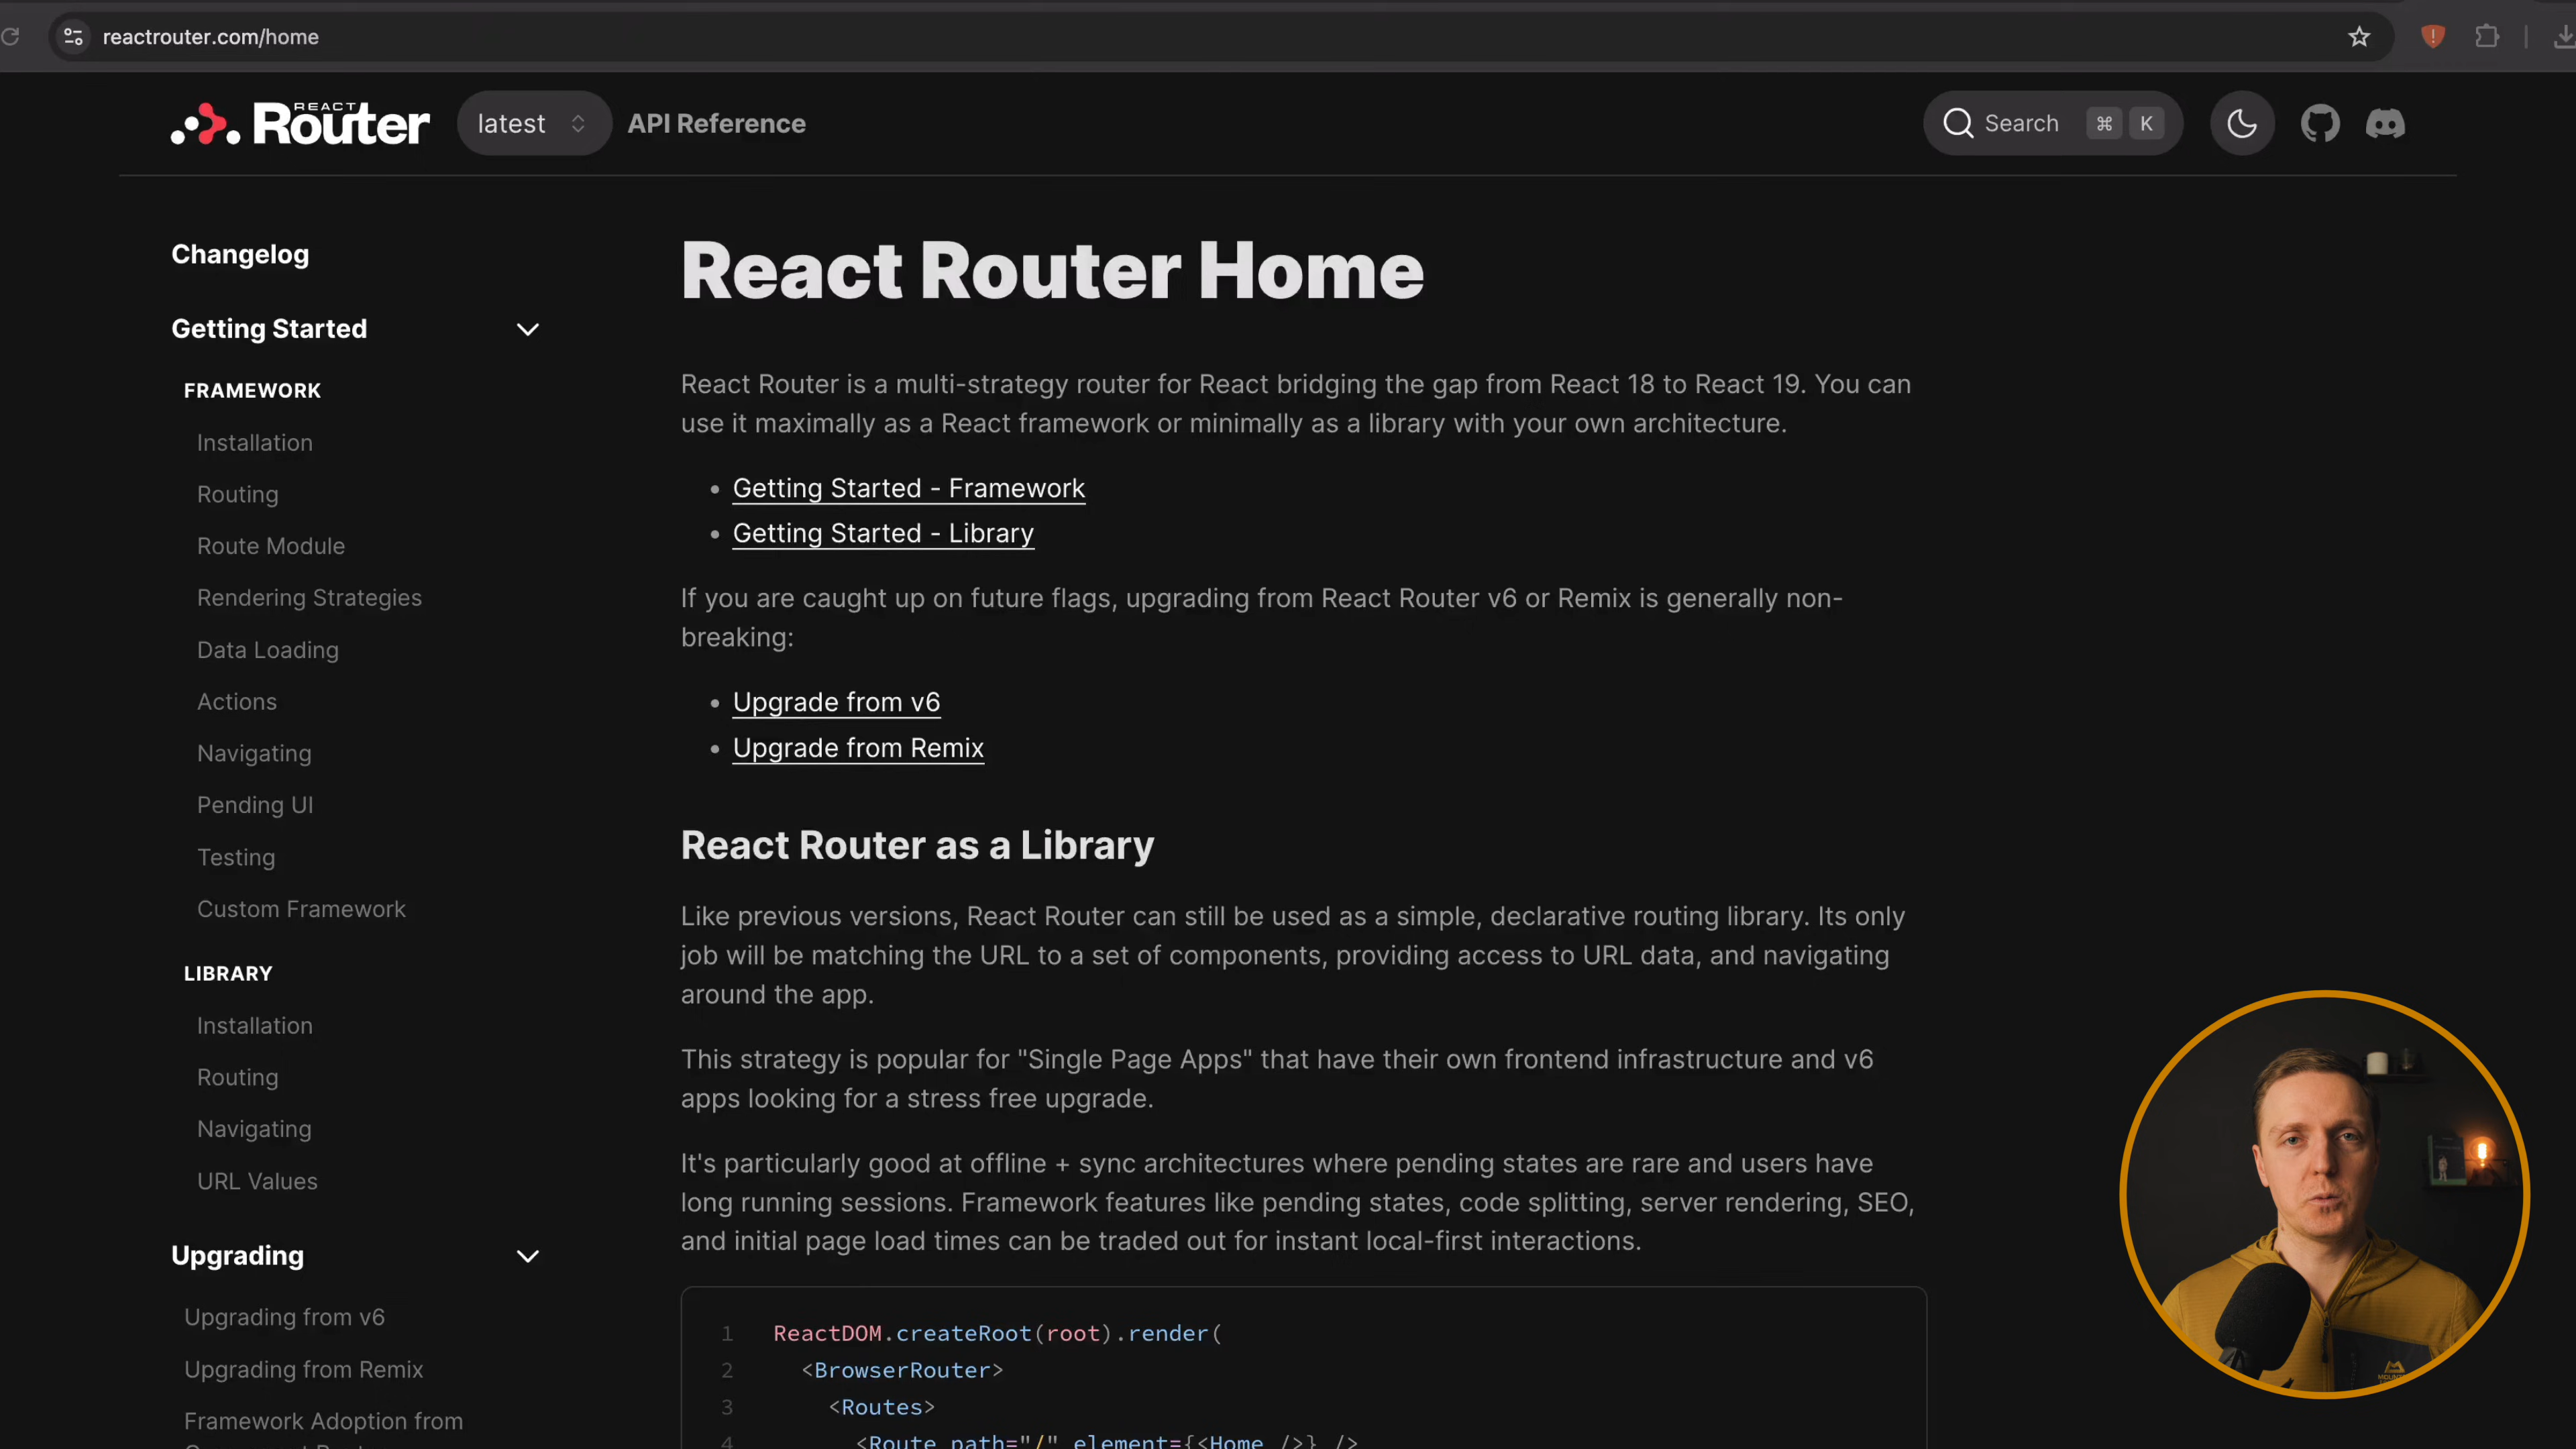 reactrouter.com/home
REACT
Router
latest
API Reference
Search
⌘ K
Changelog
Getting Started
FRAMEWORK
Installation
Routing
Route Module
Rendering Strategies
Data Loading
Actions
Navigating
Pending UI
Testing
Custom Framework
LIBRARY
Installation
Routing
Navigating
URL Values
Upgrading
Upgrading from v6
Upgrading from Remix
Framework Adoption from
React Router Home
React Router is a multi-strategy router for React bridging the gap from React 18 to React 19. You can
use it maximally as a React framework or minimally as a library with your own architecture.
• Getting Started - Framework
• Getting Started - Library
If you are caught up on future flags, upgrading from React Router v6 or Remix is generally non-
breaking:
• Upgrade from v6
• Upgrade from Remix
React Router as a Library
Like previous versions, React Router can still be used as a simple, declarative routing library. Its only
job will be matching the URL to a set of components, providing access to URL data, and navigating
around the app.
This strategy is popular for "Single Page Apps" that have their own frontend infrastructure and v6
apps looking for a stress free upgrade.
It's particularly good at offline + sync architectures where pending states are rare and users have
long running sessions. Framework features like pending states, code splitting, server rendering, SEO,
and initial page load times can be traded out for instant local-first interactions.
1 ReactDOM.createRoot(root).render(
2 <BrowserRouter>
3 <Routes>
4 <Route path="/" element={<Home />} />